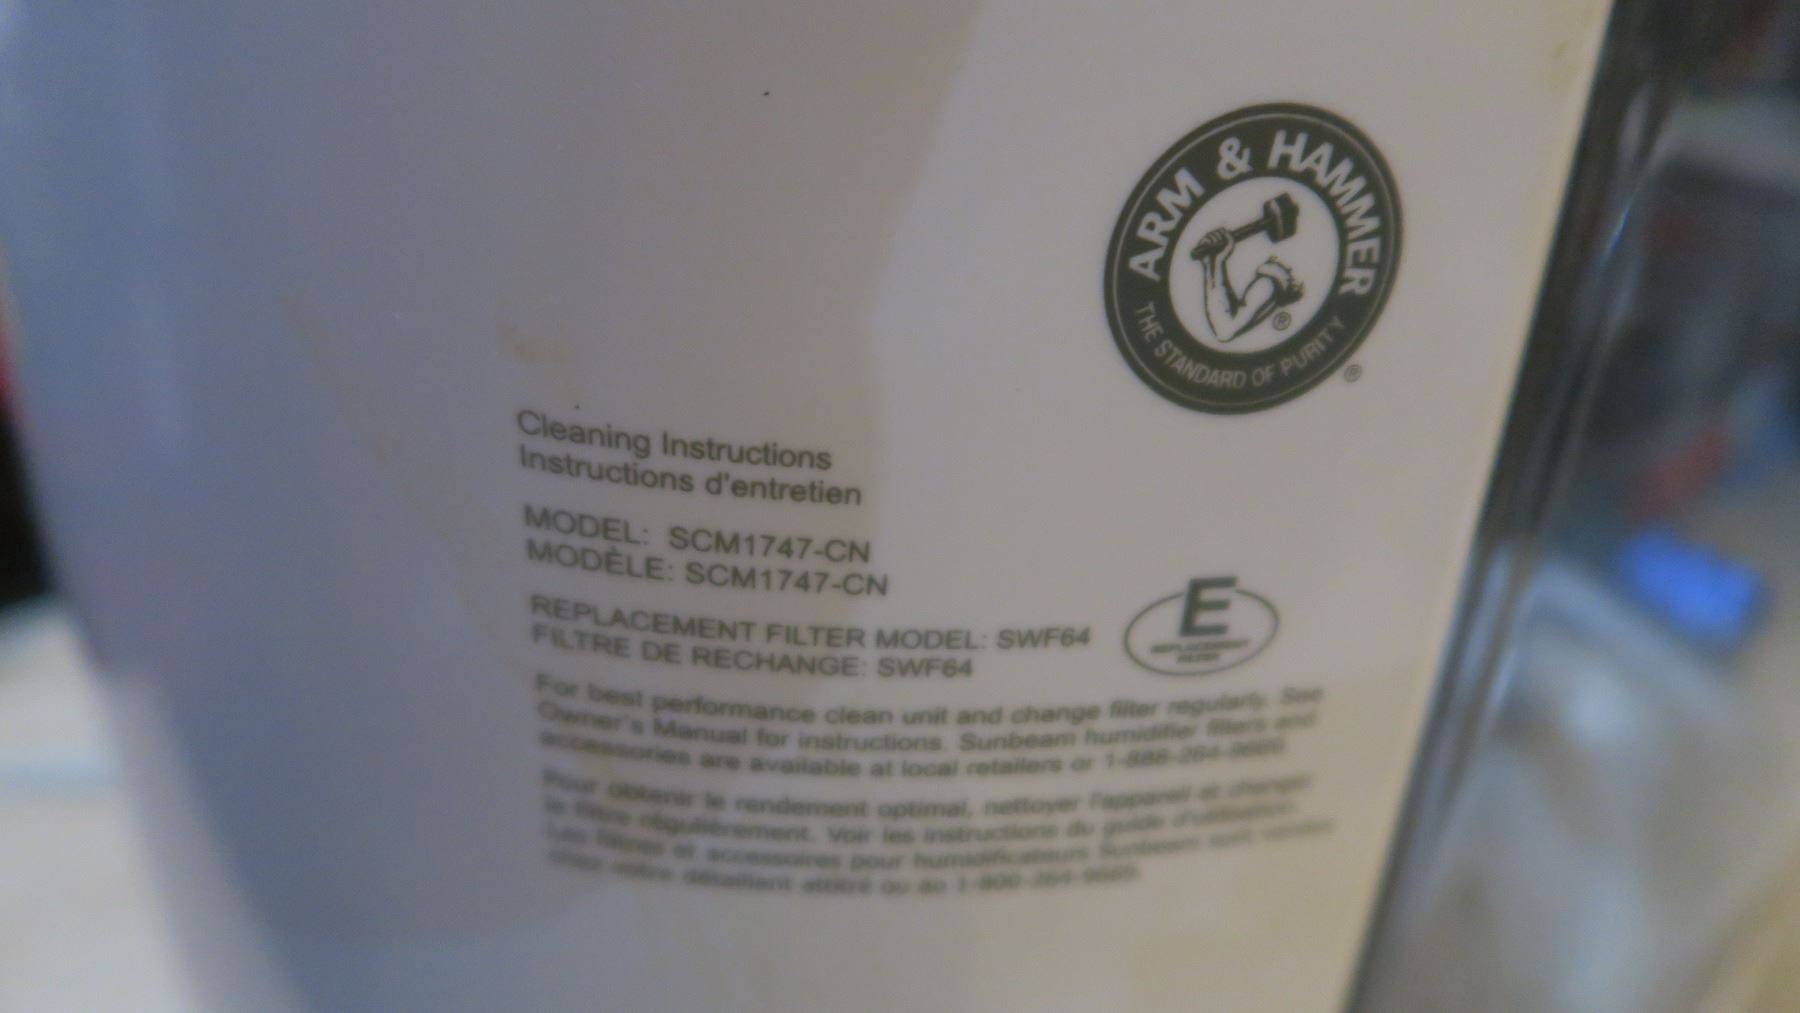 ARM & HAMMER
THE STANDARD OF PURITY
®
®
Cleaning Instructions
Instructions d'entretien
MODEL: SCM1747-CN
MODÈLE: SCM1747-CN
REPLACEMENT FILTER MODEL: SWF64
FILTRE DE RECHANGE: SWF64
E
REPLACEMENT
FILTER
For best performance clean unit and change filter regularly. See
Owner's Manual for instructions. Sunbeam humidifier filters and
accessories are available at local retailers or
Pour obtenir le rendement optimal, nettoyer l'appareil et changer
le filtre régulièrement. Voir les instructions du guide d'utilisation.
Les filtres et accessoires pour humidificateurs Sunbeam sont vendus
chez votre détaillant attitré ou au